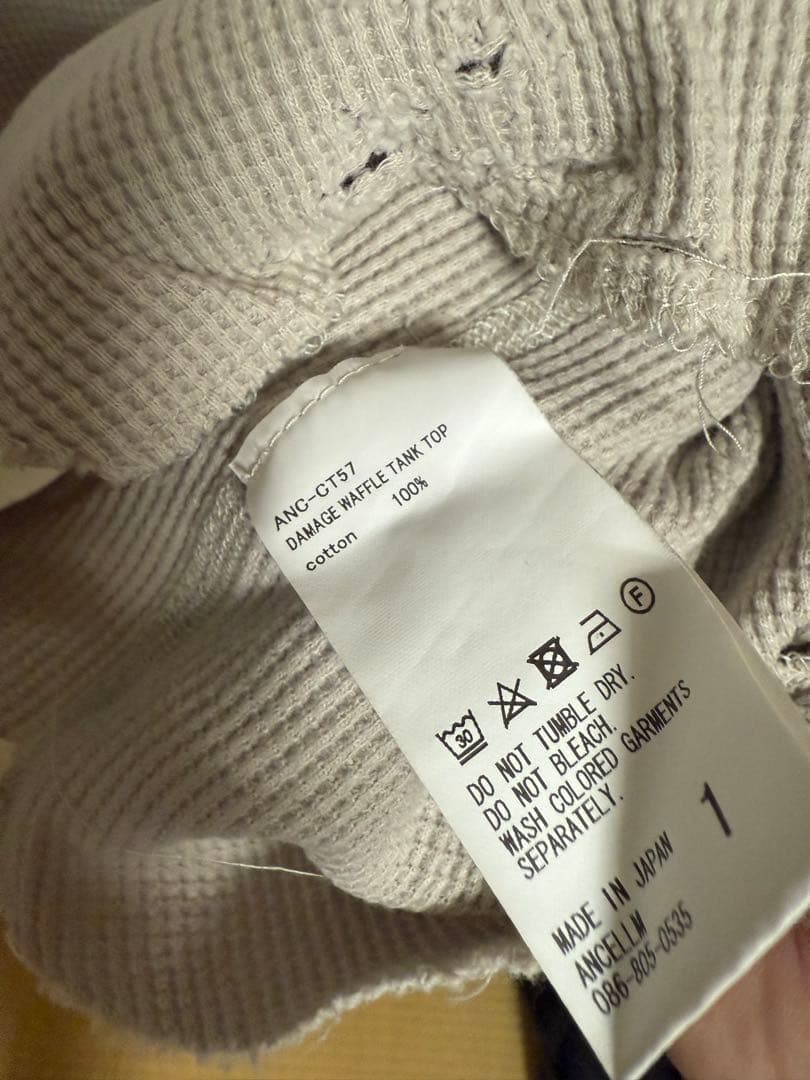 ANC-CT57
DAMAGE WAFFLE TANK TOP
cotton 100%
30
F
DO NOT TUMBLE DRY.
DO NOT BLEACH.
WASH COLORED GARMENTS
SEPARATELY.
1
MADE IN JAPAN
ANCELLM
086-805-0535